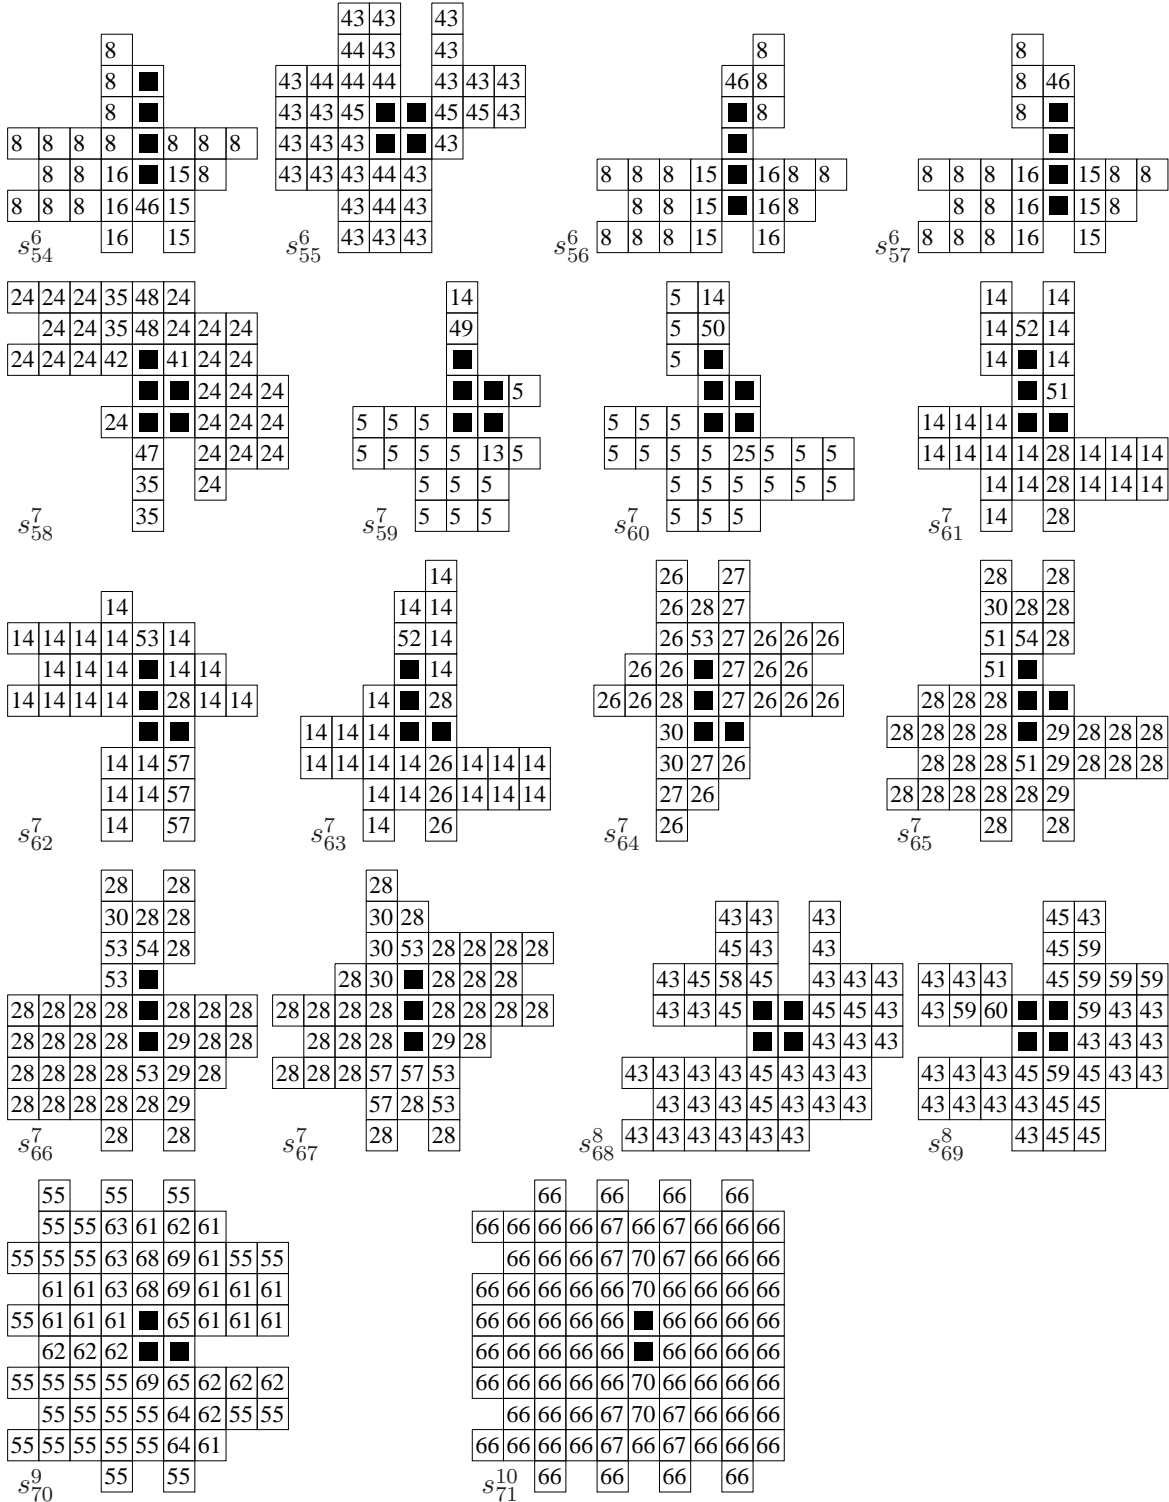 43 43 43
8 44 43 43 8 8
8 43 44 44 44 43 43 43 46 8 8 46
8 43 43 45 45 45 43 8 8
8 8 8 8 8 8 8 43 43 43 43
8 8 16 15 8 43 43 43 44 43 8 8 8 15 16 8 8 8 8 8 16 15 8 8
8 8 8 16 46 15 43 44 43 8 8 15 16 8 8 8 16 15 8
16 15 43 43 43 8 8 8 15 16 8 8 8 16 15
s⁶₅₄ s⁶₅₅ s⁶₅₆ s⁶₅₇
24 24 24 35 48 24 14 5 14 14 14
24 24 35 48 24 24 24 49 5 50 14 52 14
24 24 24 42 41 24 24 5 14 14
24 24 24 5 51
24 24 24 24 5 5 5 5 5 5 14 14 14
47 24 24 24 5 5 5 5 13 5 5 5 5 5 25 5 5 5 14 14 14 14 28 14 14 14
35 24 5 5 5 5 5 5 5 5 5 14 14 28 14 14 14
35 5 5 5 5 5 5 14 28
s⁷₅₈ s⁷₅₉ s⁷₆₀ s⁷₆₁
14 26 27 28 28
14 14 14 26 28 27 30 28 28
14 14 14 14 53 14 52 14 26 53 27 26 26 26 51 54 28
14 14 14 14 14 14 26 26 27 26 26 51
14 14 14 14 28 14 14 14 28 26 26 28 27 26 26 26 28 28 28
14 14 14 30 28 28 28 28 29 28 28 28
14 14 57 14 14 14 14 26 14 14 14 30 27 26 28 28 28 51 29 28 28 28
14 14 57 14 14 26 14 14 14 27 26 28 28 28 28 28 29
14 57 14 26 26 28 28
s⁷₆₂ s⁷₆₃ s⁷₆₄ s⁷₆₅
28 28 28
30 28 28 30 28 43 43 43 45 43
53 54 28 30 53 28 28 28 28 45 43 43 45 59
53 28 30 28 28 28 43 45 58 45 43 43 43 43 43 43 45 59 59 59
28 28 28 28 28 28 28 28 28 28 28 28 28 28 28 43 43 45 45 45 43 43 59 60 59 43 43
28 28 28 28 29 28 28 28 28 28 29 28 43 43 43 43 43 43
28 28 28 28 53 29 28 28 28 28 57 57 53 43 43 43 43 45 43 43 43 43 43 43 45 59 45 43 43
28 28 28 28 28 29 57 28 53 43 43 43 45 43 43 43 43 43 43 43 45 45
28 28 28 28 43 43 43 43 43 43 43 45 45
s⁷₆₆ s⁷₆₇ s⁸₆₈ s⁸₆₉
55 55 55 66 66 66 66
55 55 63 61 62 61 66 66 66 66 67 66 67 66 66 66
55 55 55 63 68 69 61 55 55 66 66 66 67 70 67 66 66 66
61 61 63 68 69 61 61 61 66 66 66 66 66 70 66 66 66 66
55 61 61 61 65 61 61 61 66 66 66 66 66 66 66 66 66
62 62 62 66 66 66 66 66 66 66 66 66
55 55 55 55 69 65 62 62 62 66 66 66 66 66 70 66 66 66 66
55 55 55 55 64 62 55 55 66 66 66 67 70 67 66 66 66
55 55 55 55 55 64 61 66 66 66 66 67 66 67 66 66 66
55 55 66 66 66 66
s⁹₇₀ s¹⁰₇₁